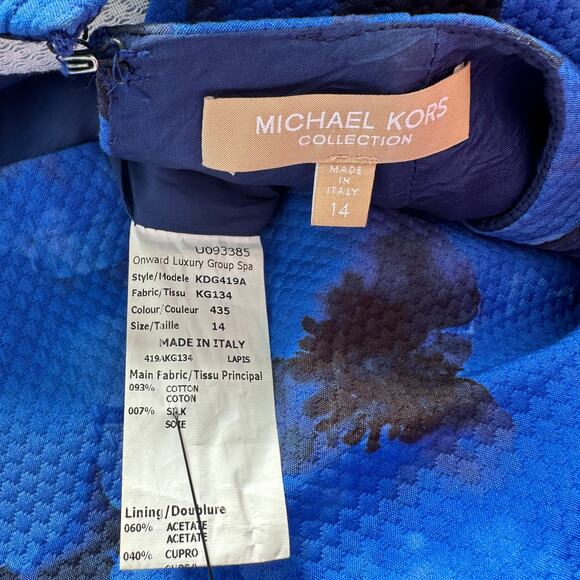 MICHAEL KORS
COLLECTION
MADE
IN
ITALY
14
U093385
Onward Luxury Group Spa
Style/Modele KDG419A
Fabric/Tissu KG134
Colour/Couleur 435
Size/Taille 14
MADE IN ITALY
419AKG134 LAPIS
Main Fabric/Tissu Principal
093% COTTON
COTON
007% SILK
SOIE
Lining/Doublure
060% ACETATE
ACETATE
040% CUPRO